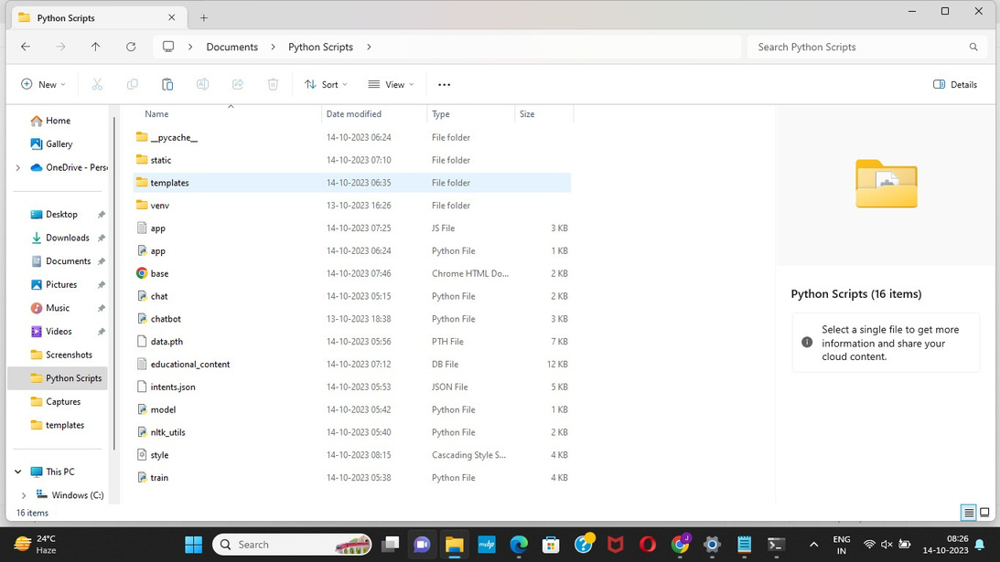 Python Scripts
Documents
Python Scripts
Search Python Scripts
New
Sort
View
Details
Home
Gallery
OneDrive - Perso
Desktop
Downloads
Documents
Pictures
Music
Videos
Screenshots
Python Scripts
Captures
templates
This PC
Windows (C:)
Name Date modified Type Size
__pycache__ 14-10-2023 06:24 File folder
static 14-10-2023 07:10 File folder
templates 14-10-2023 06:35 File folder
venv 13-10-2023 16:26 File folder
app 14-10-2023 07:25 JS File 3 KB
app 14-10-2023 06:24 Python File 1 KB
base 14-10-2023 07:46 Chrome HTML Do... 2 KB
chat 14-10-2023 05:15 Python File 2 KB
chatbot 13-10-2023 18:38 Python File 3 KB
data.pth 14-10-2023 05:56 PTH File 7 KB
educational_content 14-10-2023 07:12 DB File 12 KB
intents.json 14-10-2023 05:53 JSON File 5 KB
model 14-10-2023 05:42 Python File 1 KB
nltk_utils 14-10-2023 05:40 Python File 2 KB
style 14-10-2023 08:15 Cascading Style S... 4 KB
train 14-10-2023 05:38 Python File 4 KB
Python Scripts (16 items)
Select a single file to get more
information and share your
cloud content.
16 items
24°C
Haze
Search
ENG
IN
08:26
14-10-2023